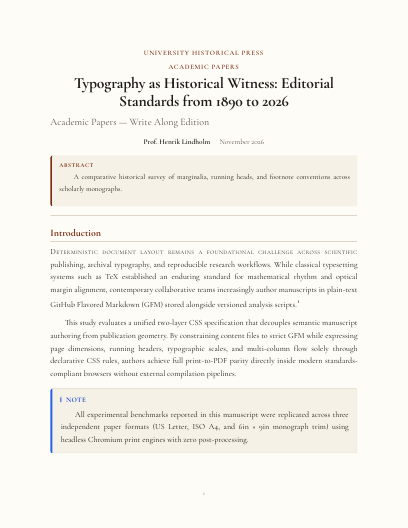 UNIVERSITY HISTORICAL PRESS
ACADEMIC PAPERS
Typography as Historical Witness: Editorial
Standards from 1890 to 2026
Academic Papers — Write Along Edition
Prof. Henrik Lindholm November 2026
ABSTRACT
A comparative historical survey of marginalia, running heads, and footnote conventions across
scholarly monographs.
Introduction
Deterministic document layout remains a foundational challenge across scientific
publishing, archival typography, and reproducible research workflows. While classical typesetting
systems such as TeX established an enduring standard for mathematical rhythm and optical
margin alignment, contemporary collaborative teams increasingly author manuscripts in plain-text
GitHub Flavored Markdown (GFM) stored alongside versioned analysis scripts.
This study evaluates a unified two-layer CSS specification that decouples semantic manuscript
authoring from publication geometry. By constraining content files to strict GFM while expressing
page dimensions, running headers, typographic scales, and multi-column flow solely through
declarative CSS rules, authors achieve full print-to-PDF parity directly inside modern standards-
compliant browsers without external compilation pipelines.
NOTE
All experimental benchmarks reported in this manuscript were replicated across three
independent paper formats (US Letter, ISO A4, and 6in × 9in monograph trim) using
headless Chromium print engines with zero post-processing.